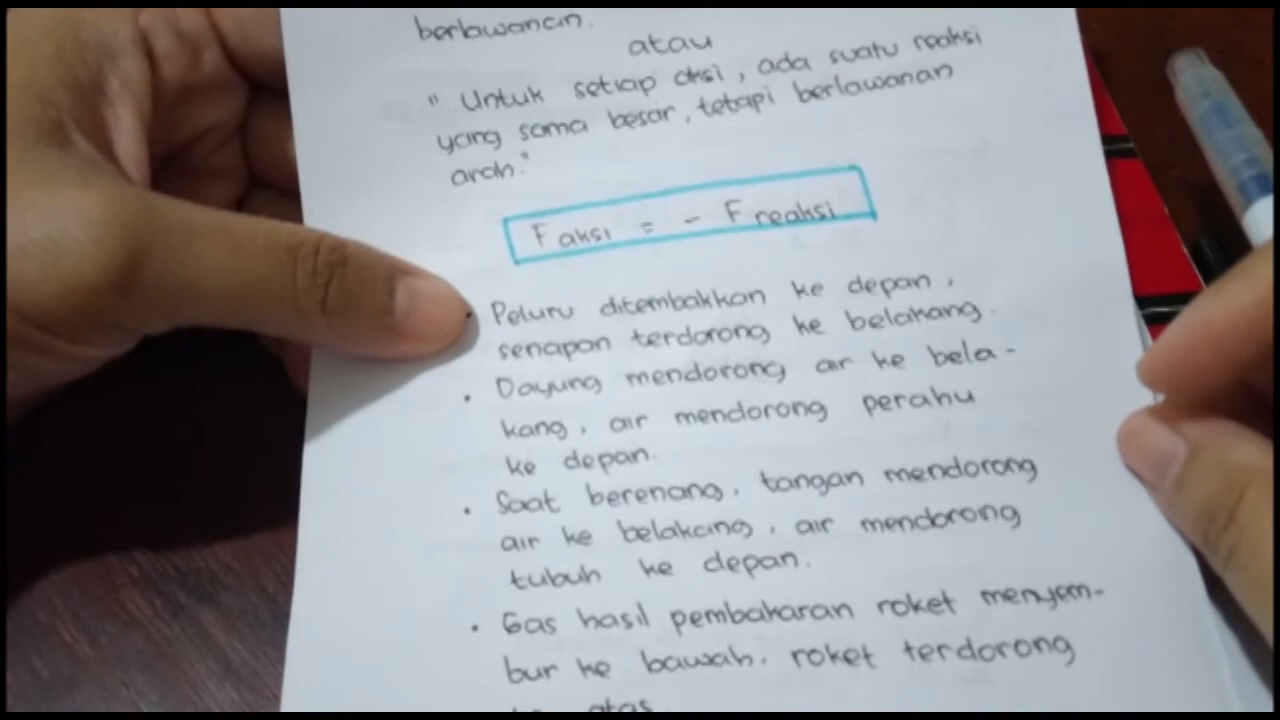 berlawanan.
atau
" Untuk setiap aksi, ada suatu reaksi
yang sama besar, tetapi berlawanan
arah."
F aksi = - F reaksi
• Peluru ditembakkan ke depan,
senapan terdorong ke belakang.
• Dayung mendorong air ke bela-
kang, air mendorong perahu
ke depan.
• Saat berenang, tangan mendorong
air ke belakang, air mendorong
tubuh ke depan.
• Gas hasil pembakaran roket menyem-
bur ke bawah. roket terdorong
ke atas